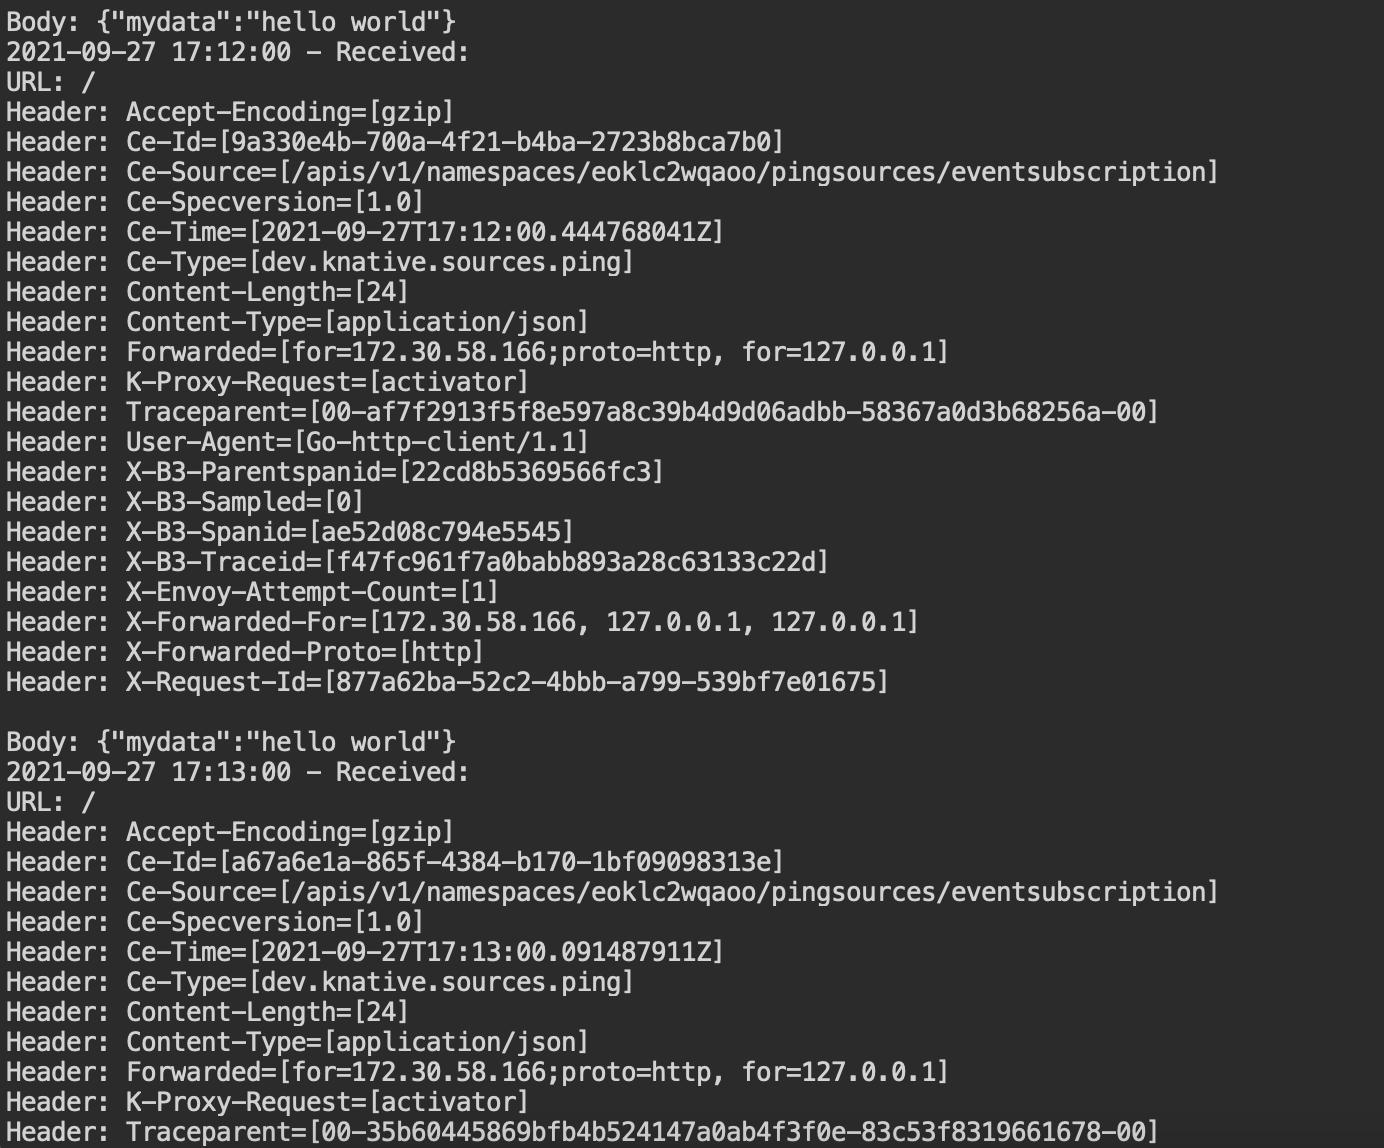 Body: {"mydata":"hello world"}
2021-09-27 17:12:00 - Received:
URL: /
Header: Accept-Encoding=[gzip]
Header: Ce-Id=[9a330e4b-700a-4f21-b4ba-2723b8bca7b0]
Header: Ce-Source=[/apis/v1/namespaces/eoklc2wqaoo/pingsources/eventsubscription]
Header: Ce-Specversion=[1.0]
Header: Ce-Time=[2021-09-27T17:12:00.444768041Z]
Header: Ce-Type=[dev.knative.sources.ping]
Header: Content-Length=[24]
Header: Content-Type=[application/json]
Header: Forwarded=[for=172.30.58.166;proto=http, for=127.0.0.1]
Header: K-Proxy-Request=[activator]
Header: Traceparent=[00-af7f2913f5f8e597a8c39b4d9d06adbb-58367a0d3b68256a-00]
Header: User-Agent=[Go-http-client/1.1]
Header: X-B3-Parentspanid=[22cd8b5369566fc3]
Header: X-B3-Sampled=[0]
Header: X-B3-Spanid=[ae52d08c794e5545]
Header: X-B3-Traceid=[f47fc961f7a0babb893a28c63133c22d]
Header: X-Envoy-Attempt-Count=[1]
Header: X-Forwarded-For=[172.30.58.166, 127.0.0.1, 127.0.0.1]
Header: X-Forwarded-Proto=[http]
Header: X-Request-Id=[877a62ba-52c2-4bbb-a799-539bf7e01675]
Body: {"mydata":"hello world"}
2021-09-27 17:13:00 - Received:
URL: /
Header: Accept-Encoding=[gzip]
Header: Ce-Id=[a67a6e1a-865f-4384-b170-1bf09098313e]
Header: Ce-Source=[/apis/v1/namespaces/eoklc2wqaoo/pingsources/eventsubscription]
Header: Ce-Specversion=[1.0]
Header: Ce-Time=[2021-09-27T17:13:00.091487911Z]
Header: Ce-Type=[dev.knative.sources.ping]
Header: Content-Length=[24]
Header: Content-Type=[application/json]
Header: Forwarded=[for=172.30.58.166;proto=http, for=127.0.0.1]
Header: K-Proxy-Request=[activator]
Header: Traceparent=[00-35b60445869bfb4b524147a0ab4f3f0e-83c53f8319661678-00]